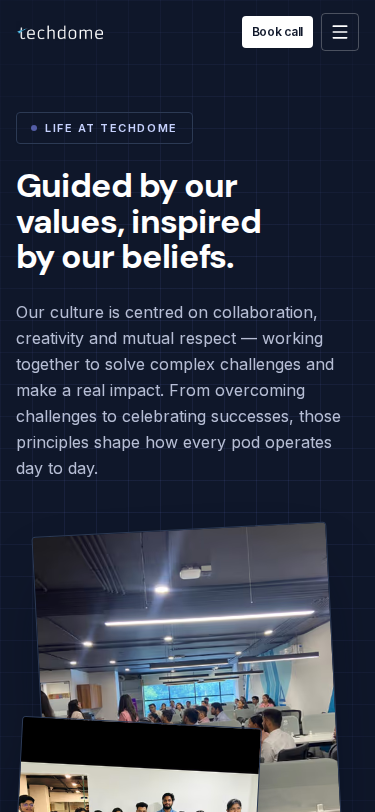 techdome
Book call
LIFE AT TECHDOME
Guided by our
values, inspired
by our beliefs.
Our culture is centred on collaboration,
creativity and mutual respect — working
together to solve complex challenges and
make a real impact. From overcoming
challenges to celebrating successes, those
principles shape how every pod operates
day to day.